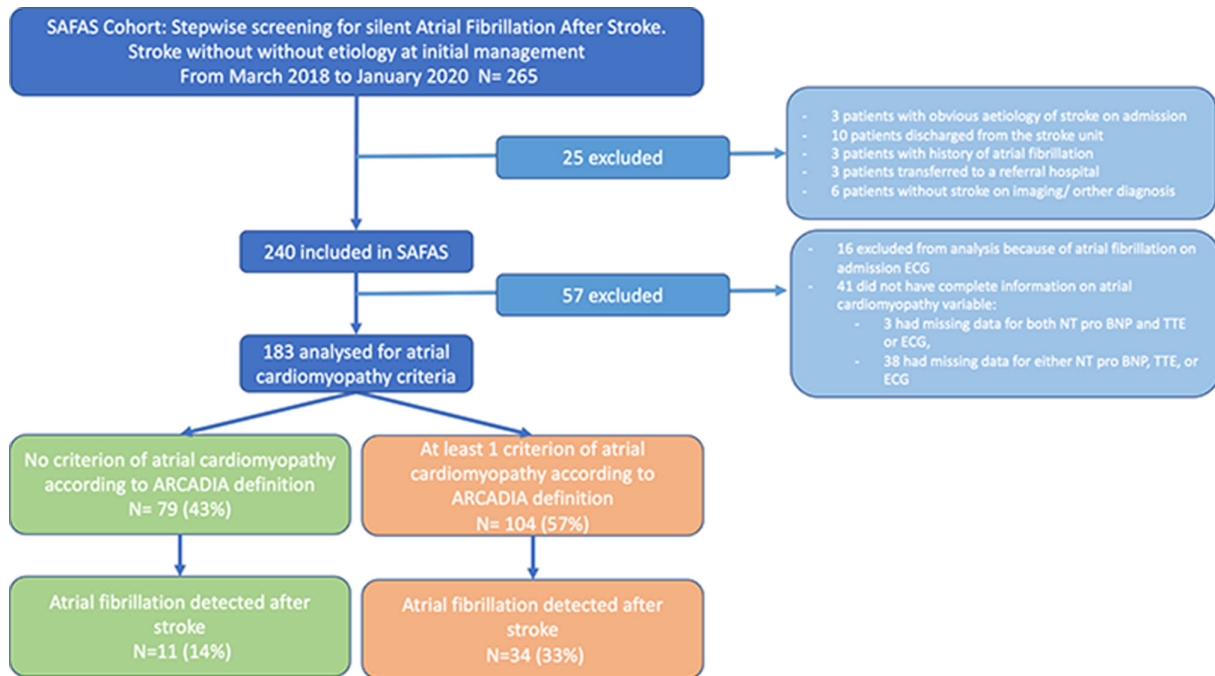 SAFAS Cohort: Stepwise screening for silent Atrial Fibrillation After Stroke.
Stroke without without etiology at initial management
From March 2018 to January 2020 N= 265
25 excluded
- 3 patients with obvious aetiology of stroke on admission
- 10 patients discharged from the stroke unit
- 3 patients with history of atrial fibrillation
- 3 patients transferred to a referral hospital
- 6 patients without stroke on imaging/ orther diagnosis
240 included in SAFAS
57 excluded
- 16 excluded from analysis because of atrial fibrillation on
admission ECG
- 41 did not have complete information on atrial
cardiomyopathy variable:
- 3 had missing data for both NT pro BNP and TTE
or ECG,
- 38 had missing data for either NT pro BNP, TTE, or
ECG
183 analysed for atrial
cardiomyopathy criteria
No criterion of atrial cardiomyopathy
according to ARCADIA definition
N= 79 (43%)
At least 1 criterion of atrial
cardiomyopathy according to
ARCADIA definition
N= 104 (57%)
Atrial fibrillation detected after
stroke
N=11 (14%)
Atrial fibrillation detected after
stroke
N=34 (33%)